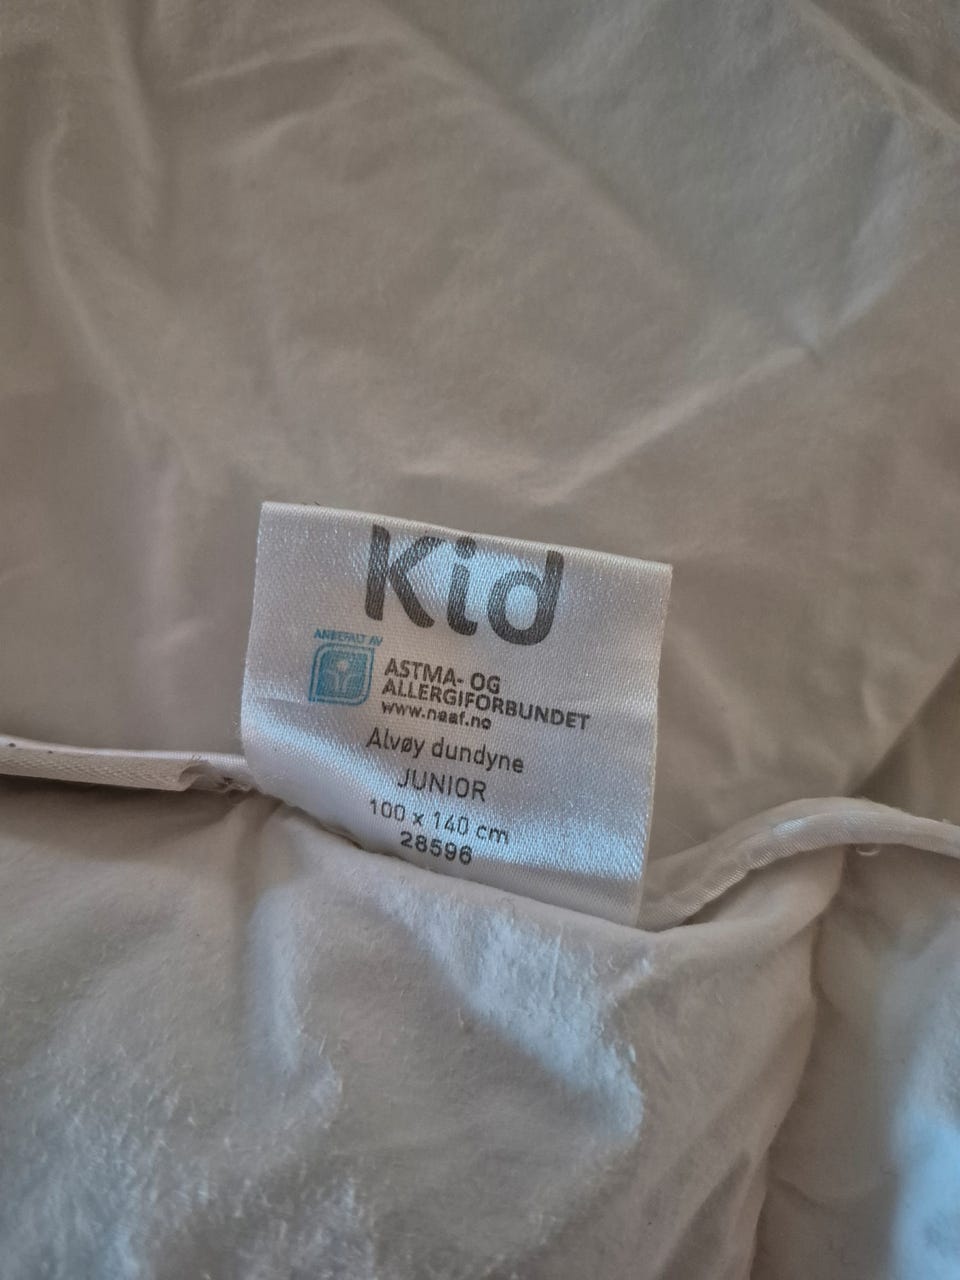 Kid
ANBEFALT AV
ASTMA- OG
ALLERGIFORBUNDET
www.naaf.no
Alvøy dundyne
JUNIOR
100 x 140 cm
28596